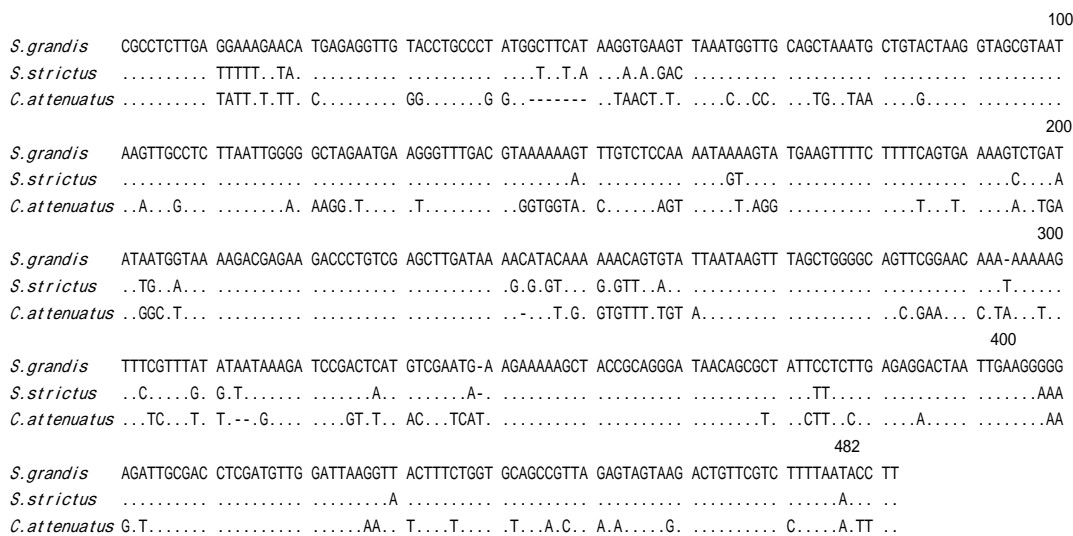 100
S.grandis CGCCTCTTGA GGAAAGAACA TGAGAGGTTG TACCTGCCCT ATGGCTTCAT AAGGTGAAGT TAAATGGTTG CAGCTAAATG CTGTACTAAG GTAGCGTAAT
S.strictus .......... TTTTT..TA. .......... .......... ...T..T.A ...A.A.GAC .......... .......... .......... ..........
C.attenuatus .......... TATT.T.TT. C......... GG.......G G..------- ..TAACT.T. ....C..CC. ...TG..TAA ....G..... ..........
200
S.grandis AAGTTGCCTC TTAATTGGGG GCTAGAATGA AGGGTTTGAC GTAAAAAAGT TTGTCTCCAA AATAAAAGTA TGAAGTTTTC TTTTCAGTGA AAAGTCTGAT
S.strictus .......... .......... .......... .......... .......A. .......... .....GT... .......... .......... ....C....A
C.attenuatus ..A...G... .........A. AAGG.T.... .T........ ..GGTGGTA. C......AGT .....T.AGG .......... ....T...T. ....A..TGA
300
S.grandis ATAATGGTAA AAGACGAGAA GACCCTGTCG AGCTTGATAA AACATACAAA AAACAGTGTA TTAATAAGTT TAGCTGGGGC AGTTCGGAAC AAA-AAAAAG
S.strictus ..TG..A... .......... .......... .......... .G.G.GT... G.GTT..A.. .......... .......... .......... ...T......
C.attenuatus ..GGC.T... .......... .......... .......... ..-...T.G. GTGTTT.TGT A......... .......... ..C.GAA... C.TA...T..
400
S.grandis TTTCGTTTAT ATAATAAAGA TCCGACTCAT GTCGAATG-A AGAAAAAGCT ACCGCAGGGA TAACAGCGCT ATTCCTCTTG AGAGGACTAA TTGAAGGGGG
S.strictus ..C....G. G.T....... .......A.. .......A-. .......... .......... .......... ..TT...... .......... .......AAA
C.attenuatus ...TC...T. T.--.G.... ....GT.T.. AC...TCAT. .......... .......... ........T. .CTT..C... ....A..... ........AA
482
S.grandis AGATTGCGAC CTCGATGTTG GATTAAGGTT ACTTTCTGGT GCAGCCGTTA GAGTAGTAAG ACTGTTCGTC TTTTAATACC TT
S.strictus .......... .......... .........A .......... .......... .......... .......... ......A... ..
C.attenuatus G.T....... .......... .......AA.. T....T.... .T...A.C.. A.A.....G. .......... C.....A.TT ..